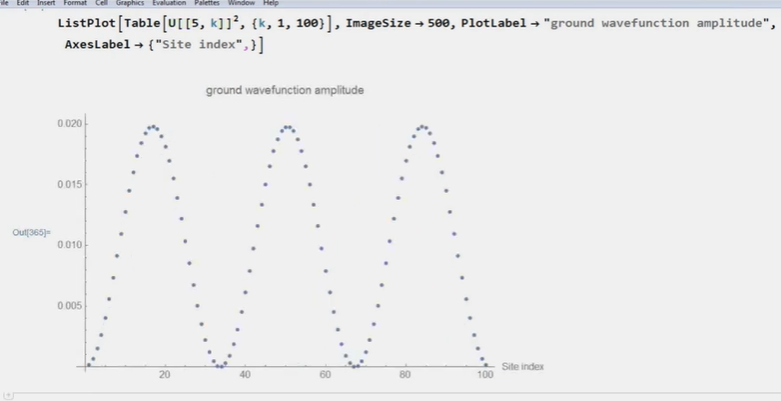 File Edit Insert Format Cell Graphics Evaluation Palettes Window Help
ListPlot[Table[U[[5, k]]², {k, 1, 100}], ImageSize → 500, PlotLabel → "ground wavefunction amplitude",
AxesLabel → {"Site index",}]
ground wavefunction amplitude
0.020
0.015
Out[365]=
0.010
0.005
20 40 60 80 100 Site index